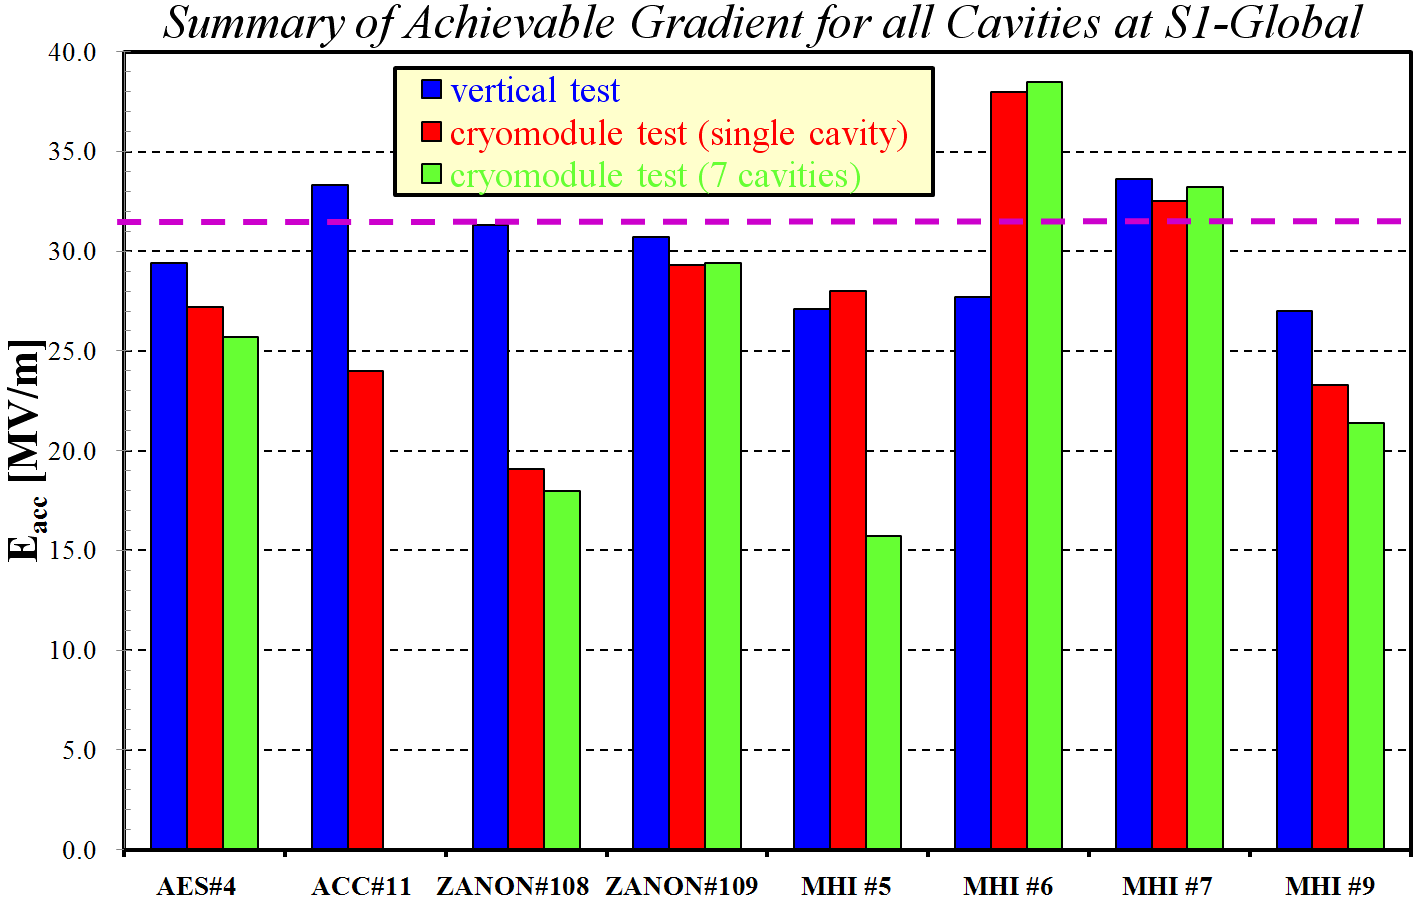 Summary of Achievable Gradient for all Cavities at S1-Global
40.0
vertical test
cryomodule test (single cavity)
35.0
cryomodule test (7 cavities)
30.0
25.0
20.0
15.0
10.0
5.0
0.0
Eacc [MV/m]
AES#4 ACC#11 ZANON#108 ZANON#109 MHI #5 MHI #6 MHI #7 MHI #9